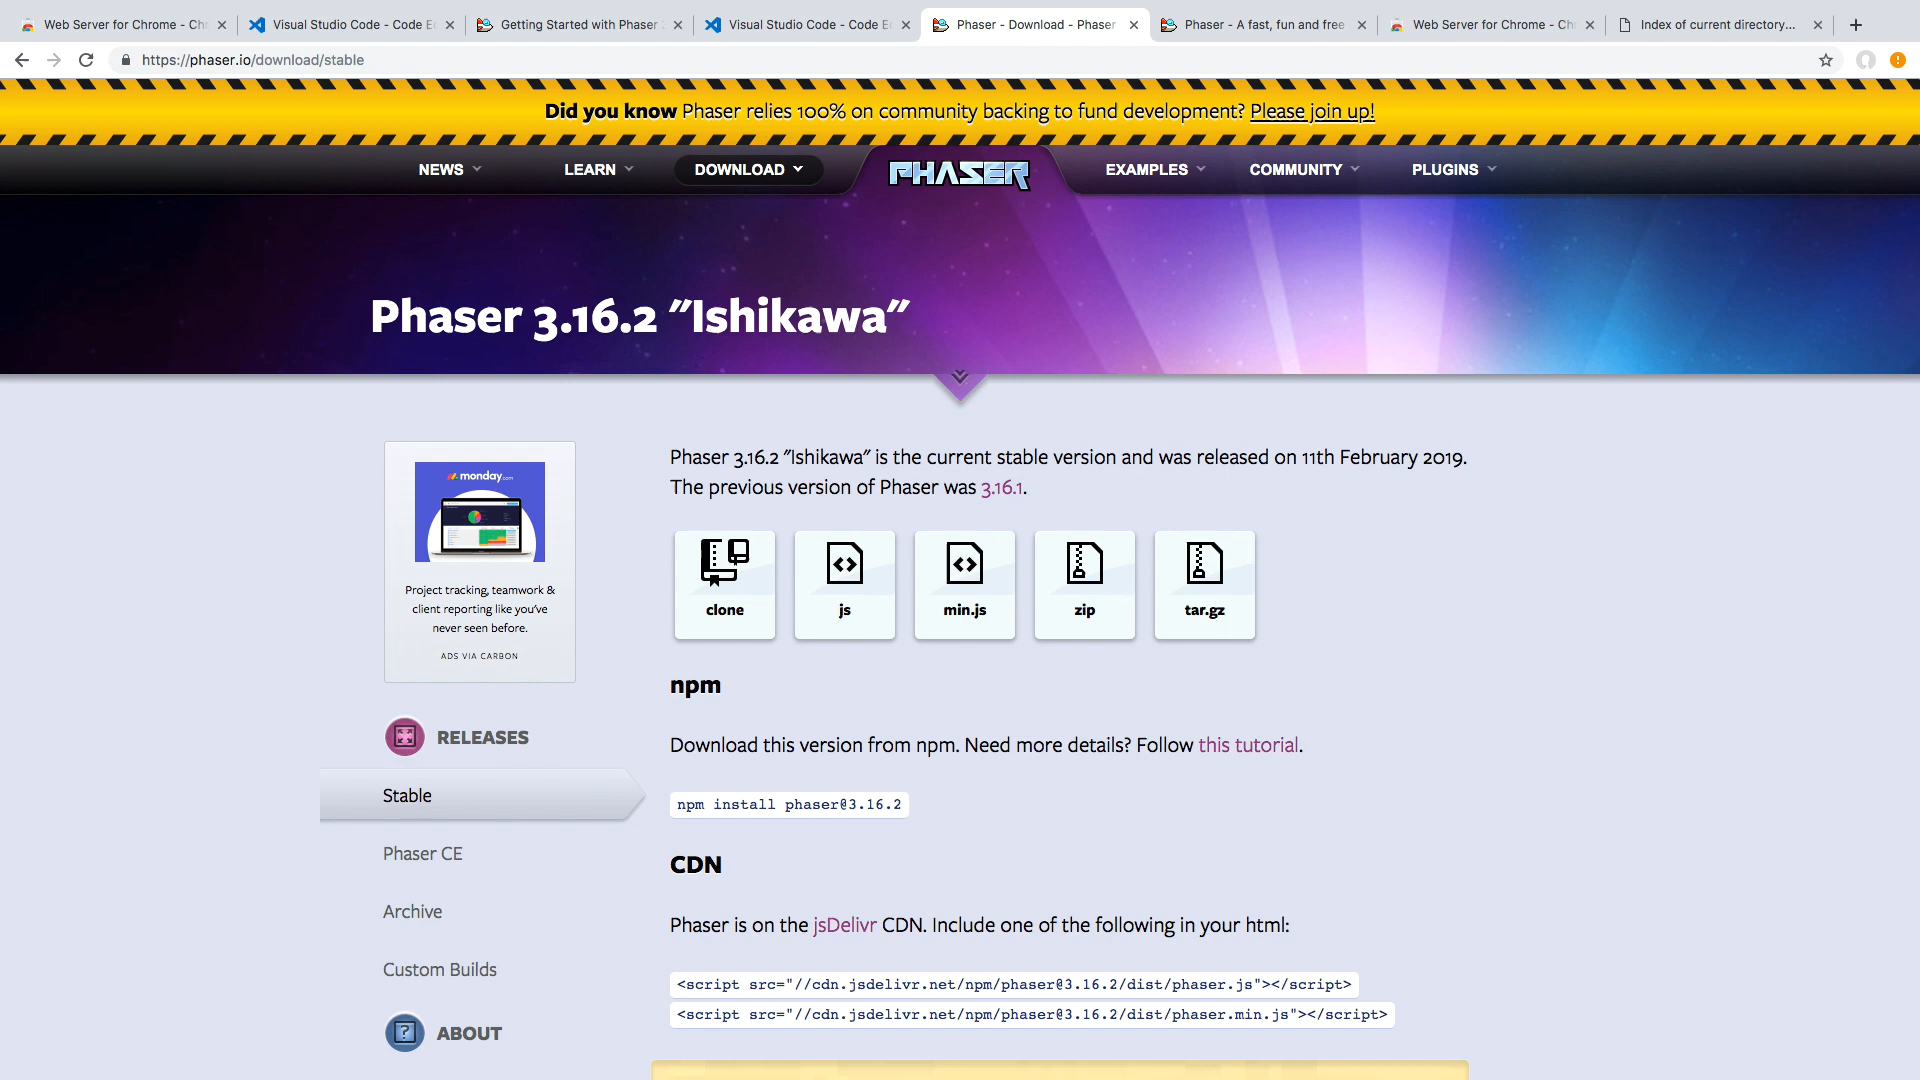 Web Server for Chrome - Chr
Visual Studio Code - Code Ed
Getting Started with Phaser 3
Visual Studio Code - Code Ed
Phaser - Download - Phaser
Phaser - A fast, fun and free
Web Server for Chrome - Chr
Index of current directory...
https://phaser.io/download/stable
Did you know Phaser relies 100% on community backing to fund development? Please join up!
NEWS
LEARN
DOWNLOAD
PHASER
EXAMPLES
COMMUNITY
PLUGINS
Phaser 3.16.2 "Ishikawa"
monday.com
Project tracking, teamwork &
client reporting like you've
never seen before.
ADS VIA CARBON
RELEASES
Stable
Phaser CE
Archive
Custom Builds
ABOUT
Phaser 3.16.2 "Ishikawa" is the current stable version and was released on 11th February 2019.
The previous version of Phaser was 3.16.1.
clone
js
min.js
zip
tar.gz
npm
Download this version from npm. Need more details? Follow this tutorial.
npm install phaser@3.16.2
CDN
Phaser is on the jsDelivr CDN. Include one of the following in your html:
<script src="//cdn.jsdelivr.net/npm/phaser@3.16.2/dist/phaser.js"></script>
<script src="//cdn.jsdelivr.net/npm/phaser@3.16.2/dist/phaser.min.js"></script>